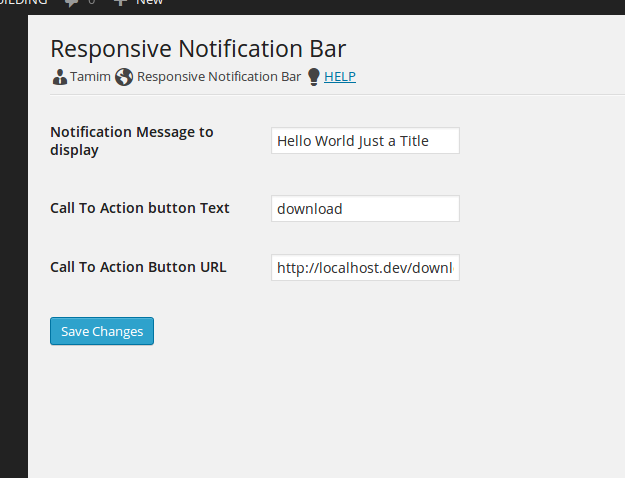 0 New
Responsive Notification Bar
Tamim Responsive Notification Bar HELP
Notification Message to
display
Hello World Just a Title
Call To Action button Text
download
Call To Action Button URL
http://localhost.dev/downl
Save Changes